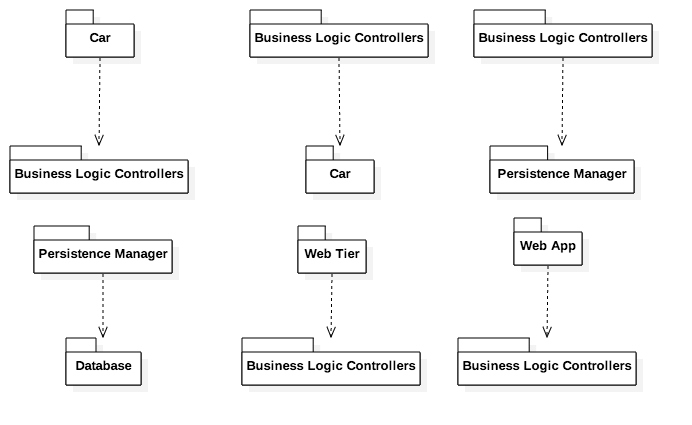 Car
Business Logic Controllers
Business Logic Controllers
Business Logic Controllers
Car
Persistence Manager
Persistence Manager
Web Tier
Web App
Database
Business Logic Controllers
Business Logic Controllers